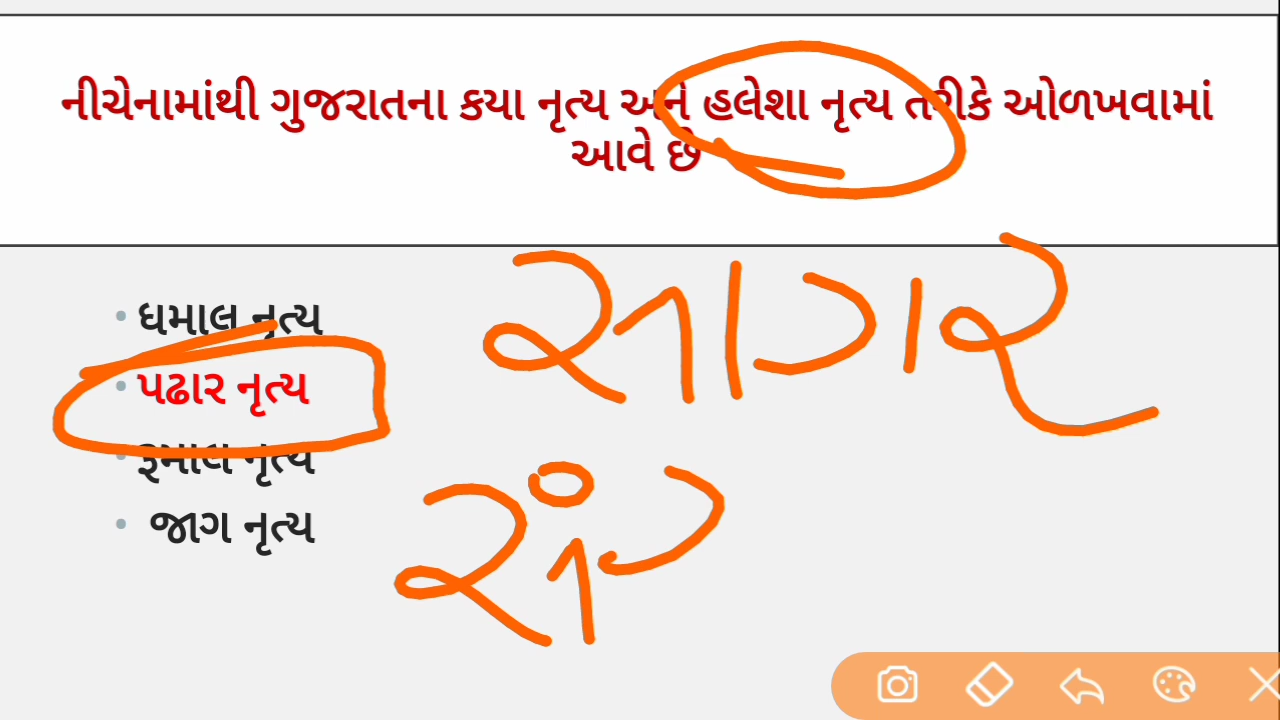 નીચેનામાંથી ગુજરાતના કયા નૃત્ય અને હલેશા નૃત્ય તરીકે ઓળખવામાં
આવે છે
• ધમાલ નૃત્ય
• પઢાર નૃત્ય
• રૂમાલ નૃત્ય
• જાગ નૃત્ય
સાગર